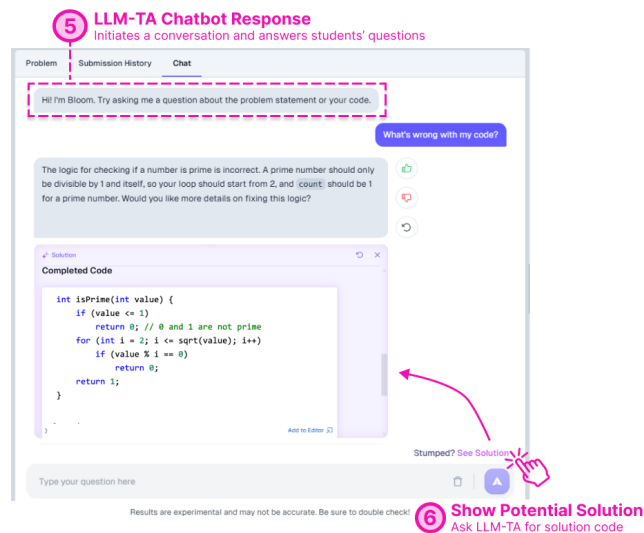 5 LLM-TA Chatbot Response
Initiates a conversation and answers students' questions
Problem Submission History Chat
Hi! I'm Bloom. Try asking me a question about the problem statement or your code.
What's wrong with my code?
The logic for checking if a number is prime is incorrect. A prime number should only
be divisible by 1 and itself, so your loop should start from 2, and count should be 1
for a prime number. Would you like more details on fixing this logic?
Solution
Completed Code
int isPrime(int value) {
if (value <= 1)
return 0; // 0 and 1 are not prime
for (int i = 2; i <= sqrt(value); i++)
if (value % i == 0)
return 0;
return 1;
}
}
Add to Editor
Stumped? See Solution
Type your question here
Results are experimental and may not be accurate. Be sure to double check!
6 Show Potential Solution
Ask LLM-TA for solution code